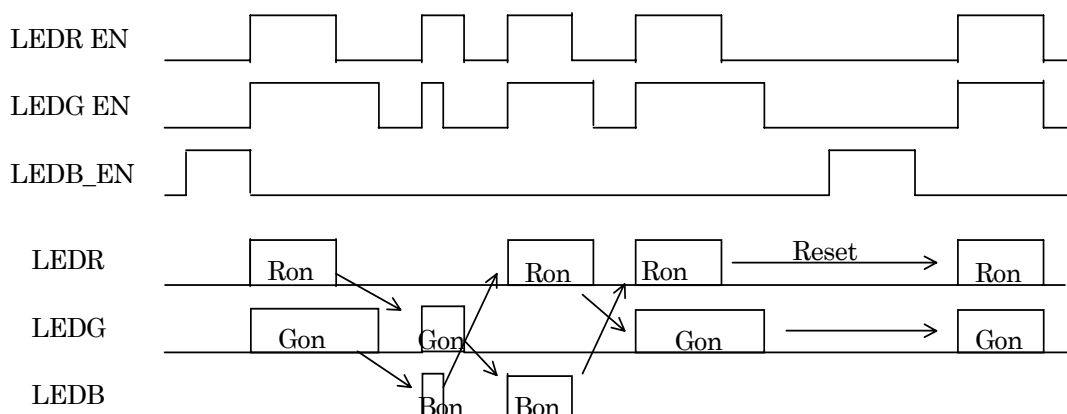 LEDR EN
LEDG EN
LEDB_EN
LEDR Ron Ron Ron Reset Ron
LEDG Gon Gon Gon Gon
LEDB Bon Bon